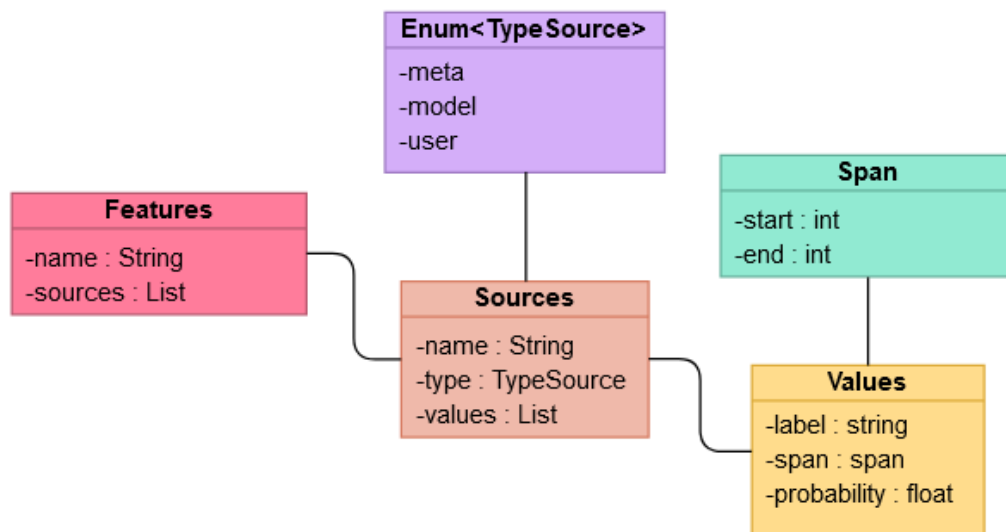 Enum<TypeSource>
-meta
-model
-user
Span
-start : int
-end : int
Features
-name : String
-sources : List
Sources
-name : String
-type : TypeSource
-values : List
Values
-label : string
-span : span
-probability : float